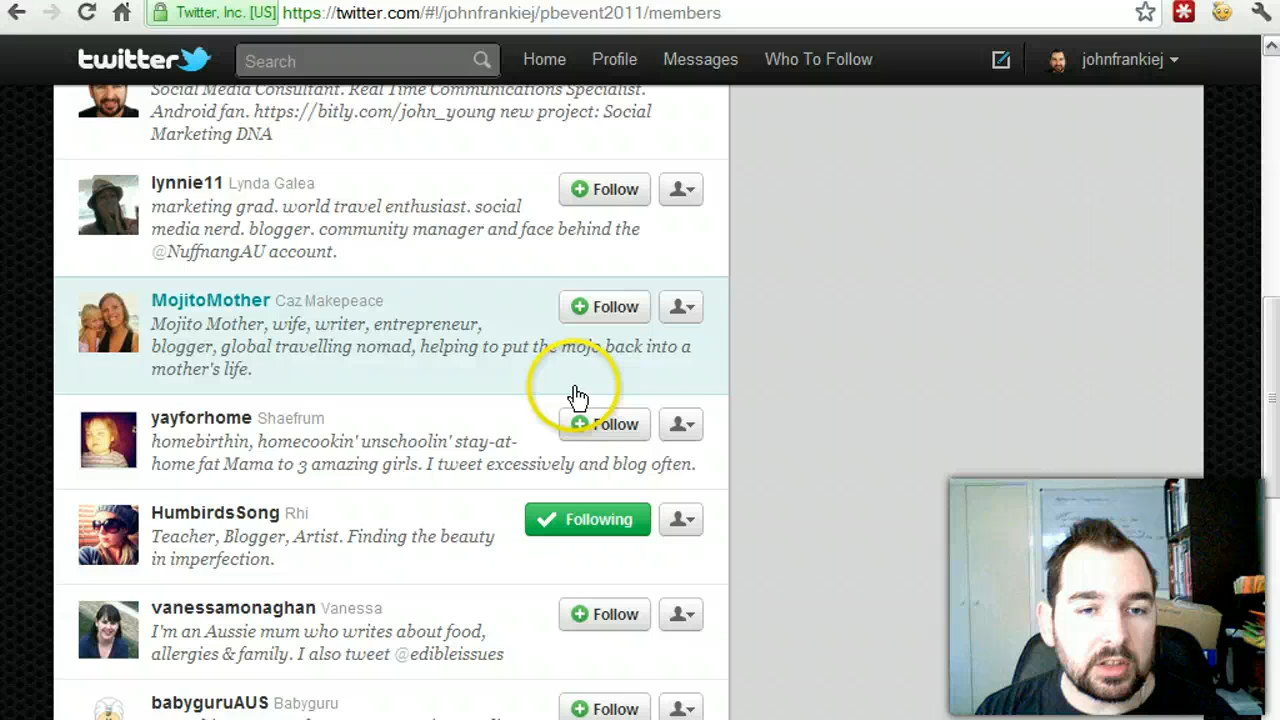 Twitter, Inc. [US] https://twitter.com/#!/johnfrankiej/pbevent2011/members
twitter Search Home Profile Messages Who To Follow johnfrankiej
Social Media Consultant. Real Time Communications Specialist.
Android fan. https://bitly.com/john_young new project: Social
Marketing DNA
lynnie11 Lynda Galea Follow
marketing grad. world travel enthusiast. social
media nerd. blogger. community manager and face behind the
@NuffnangAU account.
MojitoMother Caz Makepeace Follow
Mojito Mother, wife, writer, entrepreneur,
blogger, global travelling nomad, helping to put the mojo back into a
mother's life.
yayforhome Shaefrum Follow
homebirthin, homecookin' unschoolin' stay-at-
home fat Mama to 3 amazing girls. I tweet excessively and blog often.
HumbirdsSong Rhi Following
Teacher, Blogger, Artist. Finding the beauty
in imperfection.
vanessamonaghan Vanessa Follow
I'm an Aussie mum who writes about food,
allergies & family. I also tweet @edibleissues
babyguruAUS Babyguru Follow